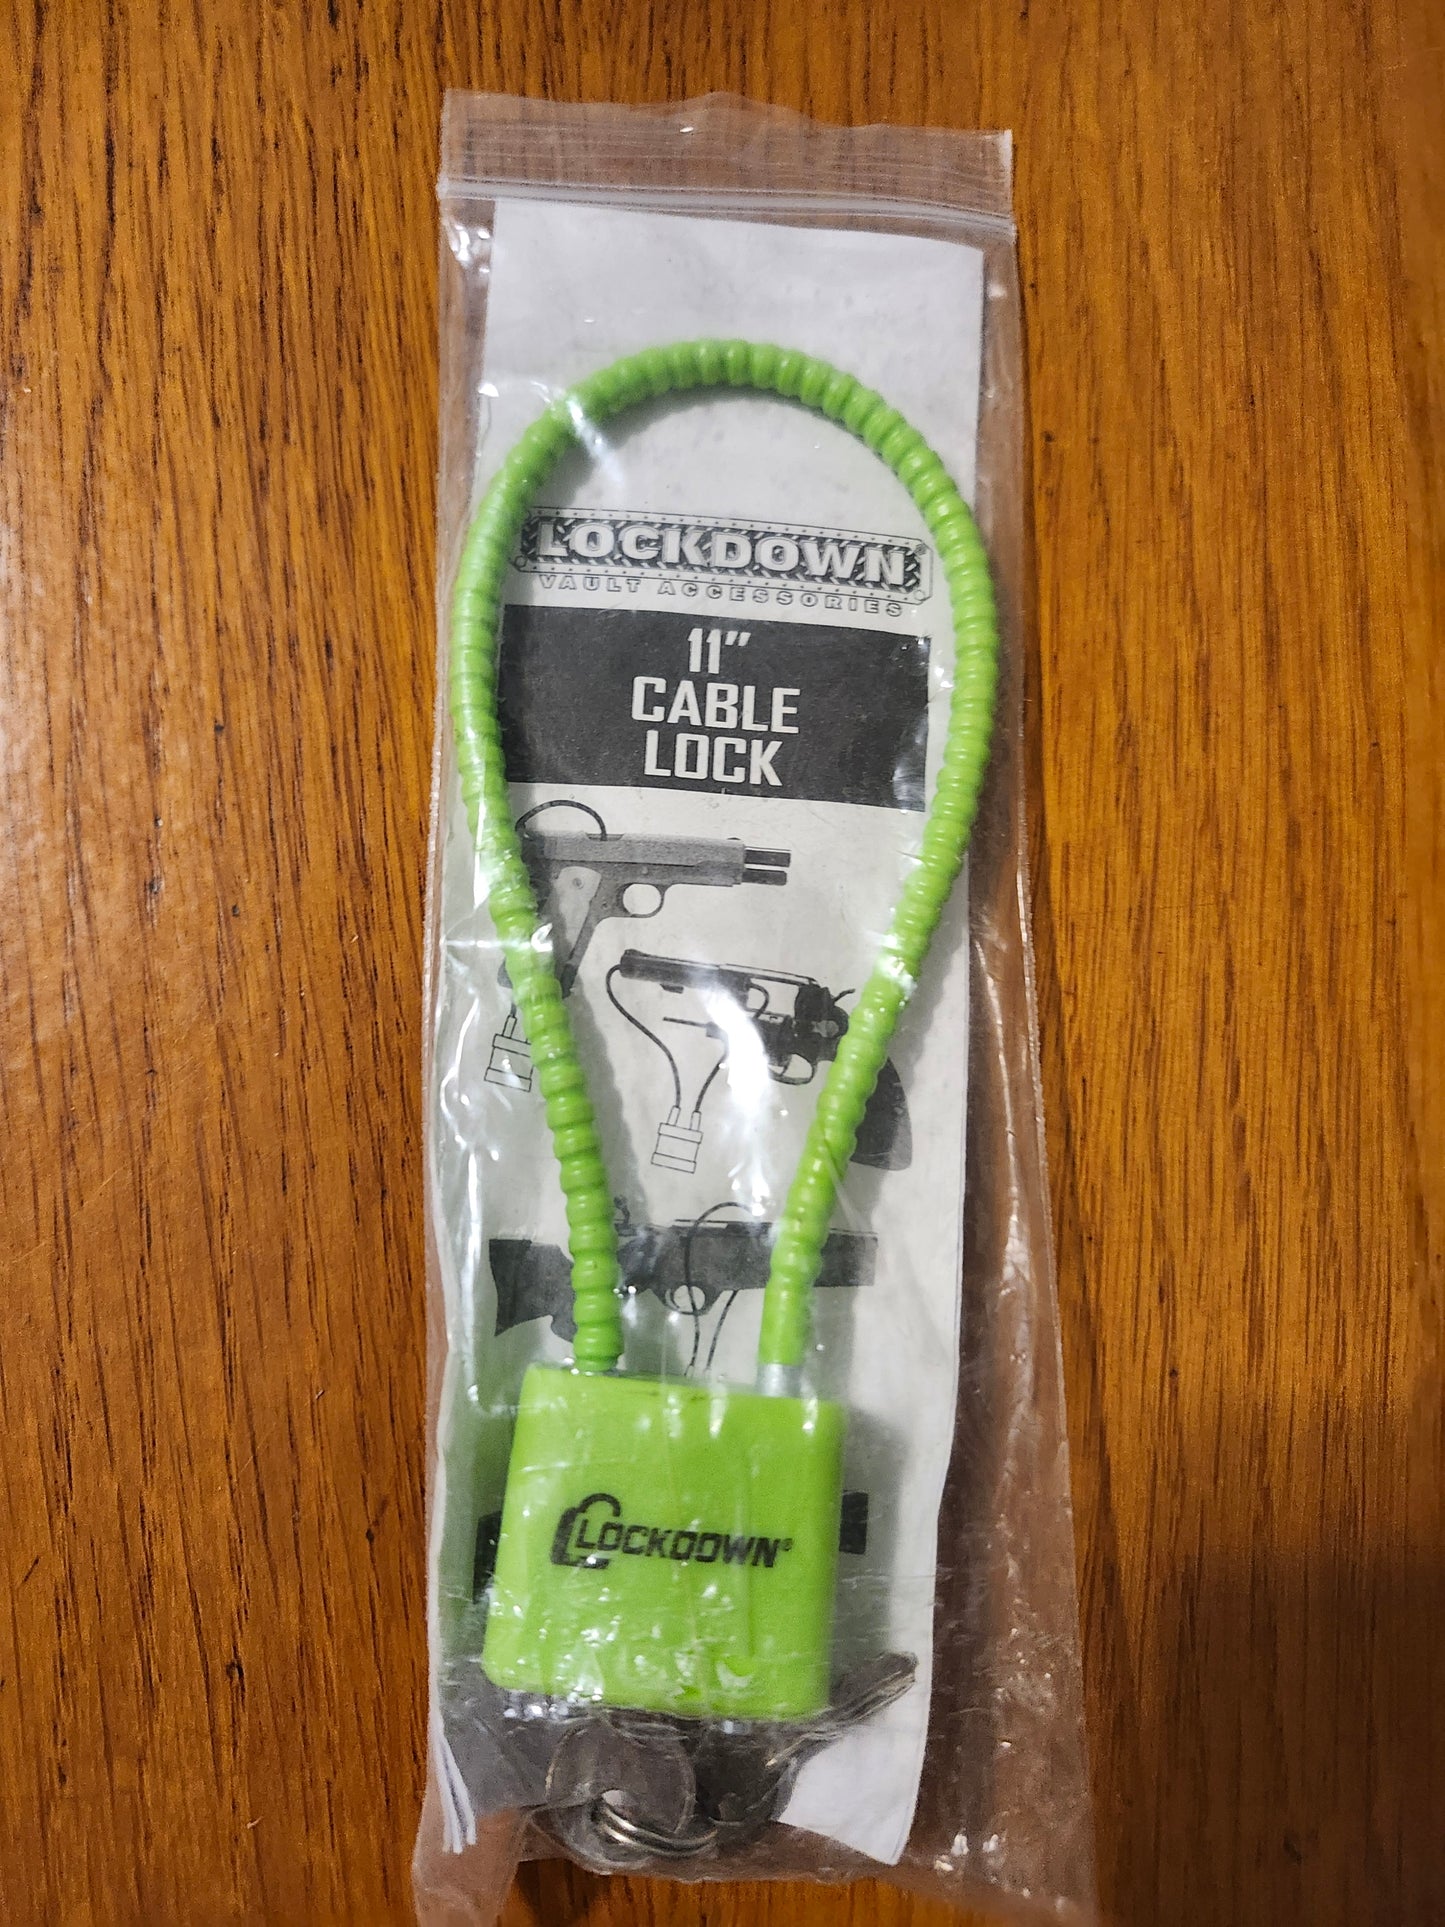 LOCKDOWN®
VAULT ACCESSORIES
11"
CABLE
LOCK
LOCKDOWN®